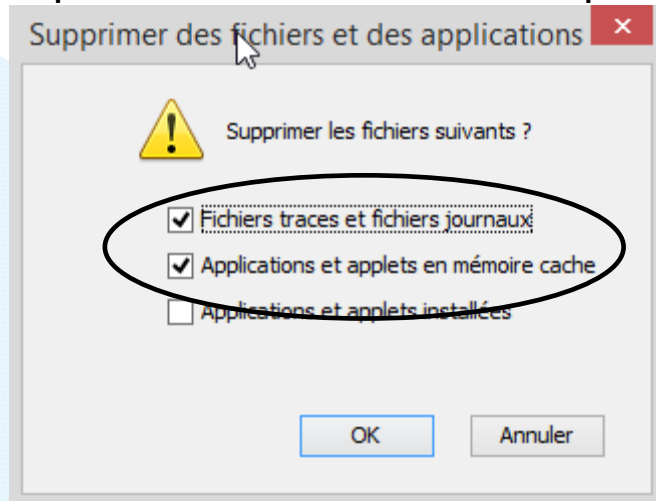 Supprimer des fichiers et des applications
Supprimer les fichiers suivants ?
Fichiers traces et fichiers journaux
Applications et applets en mémoire cache
Applications et applets installées
OK
Annuler